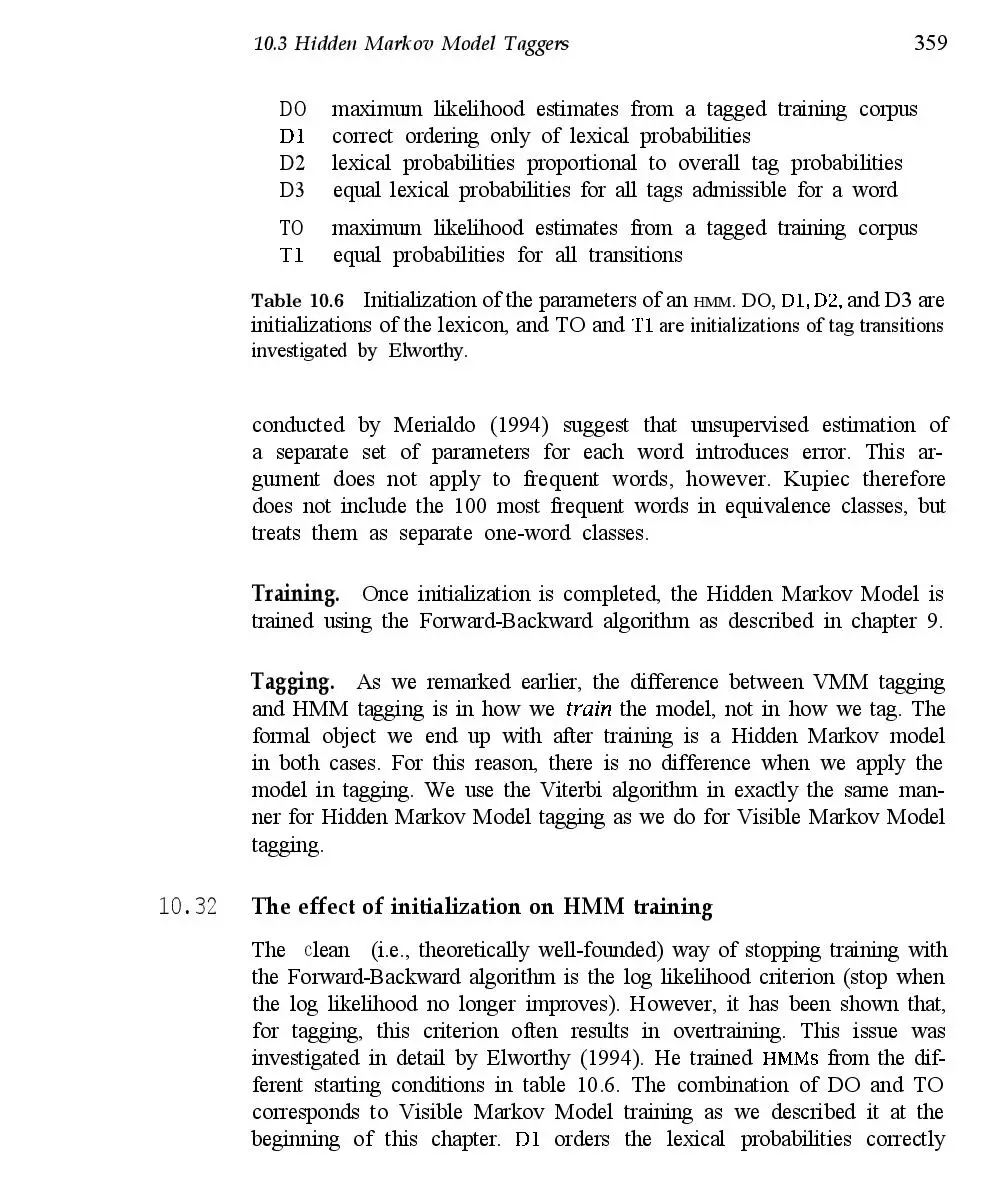 10.3 Hidden Markov Model Taggers 359
DO maximum likelihood estimates from a tagged training corpus
D1 correct ordering only of lexical probabilities
D2 lexical probabilities proportional to overall tag probabilities
D3 equal lexical probabilities for all tags admissible for a word
TO maximum likelihood estimates from a tagged training corpus
T1 equal probabilities for all transitions
Table 10.6 Initialization of the parameters of an HMM. DO, D1, D2, and D3 are
initializations of the lexicon, and TO and T1 are initializations of tag transitions
investigated by Elworthy.
conducted by Merialdo (1994) suggest that unsupervised estimation of
a separate set of parameters for each word introduces error. This ar-
gument does not apply to frequent words, however. Kupiec therefore
does not include the 100 most frequent words in equivalence classes, but
treats them as separate one-word classes.
Training. Once initialization is completed, the Hidden Markov Model is
trained using the Forward-Backward algorithm as described in chapter 9.
Tagging. As we remarked earlier, the difference between VMM tagging
and HMM tagging is in how we train the model, not in how we tag. The
formal object we end up with after training is a Hidden Markov model
in both cases. For this reason, there is no difference when we apply the
model in tagging. We use the Viterbi algorithm in exactly the same man-
ner for Hidden Markov Model tagging as we do for Visible Markov Model
tagging.
10.32 The effect of initialization on HMM training
The clean (i.e., theoretically well-founded) way of stopping training with
the Forward-Backward algorithm is the log likelihood criterion (stop when
the log likelihood no longer improves). However, it has been shown that,
for tagging, this criterion often results in overtraining. This issue was
investigated in detail by Elworthy (1994). He trained HMMs from the dif-
ferent starting conditions in table 10.6. The combination of DO and TO
corresponds to Visible Markov Model training as we described it at the
beginning of this chapter. D1 orders the lexical probabilities correctly